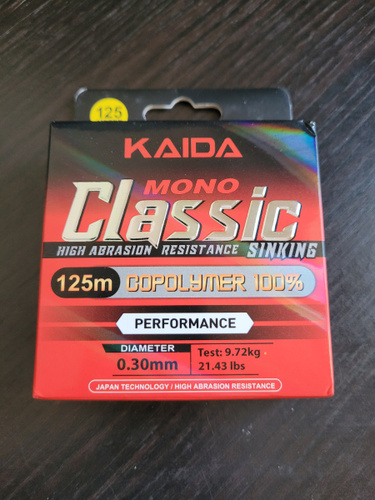 125
KAIDA
MONO
Classic
HIGH ABRASION RESISTANCE SINKING
125m COPOLYMER 100%
PERFORMANCE
DIAMETER
0.30mm
Test: 9.72kg
21.43 lbs
JAPAN TECHNOLOGY / HIGH ABRASION RESISTANCE